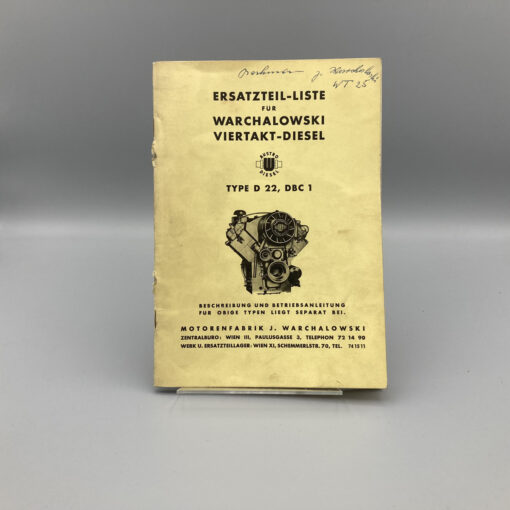 WT 25
ERSATZTEIL-LISTE
FÜR
WARCHALOWSKI
VIERTAKT-DIESEL
AUSTRO
W
DIESEL
TYPE D 22, DBC 1
BESCHREIBUNG UND BETRIEBSANLEITUNG
FÜR OBIGE TYPEN LIEGT SEPARAT BEI.
MOTORENFABRIK J. WARCHALOWSKI
ZENTRALBÜRO: WIEN III, PAULUSGASSE 3, TELEPHON 72 14 90
WERK U. ERSATZTEILLAGER: WIEN XI, SCHEMMERLSTR. 70, TEL. 74 15 11